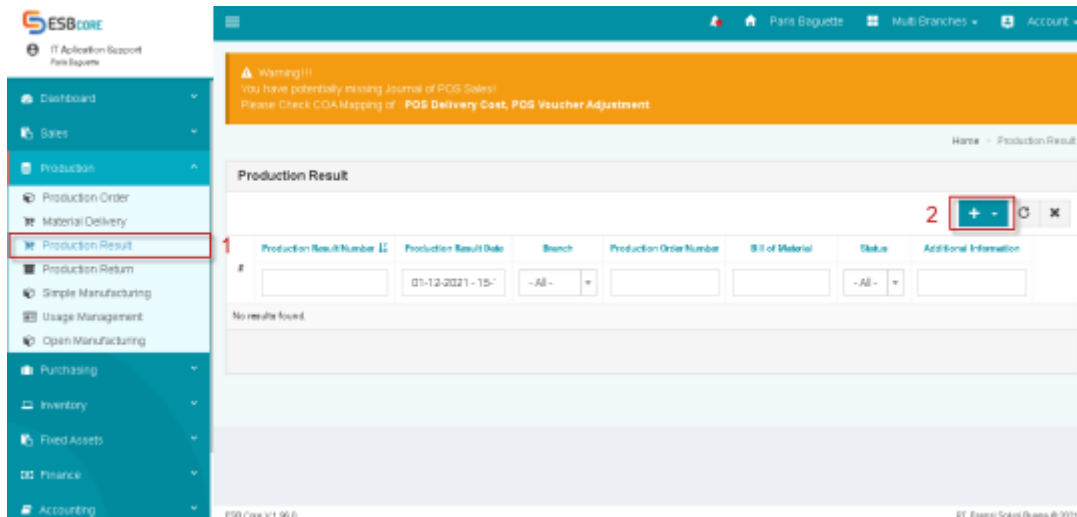 ESBCORE
IT Aplication Support
Paris Baguette
Paris Baguette
Multi Branches
Account
Warning!!!
You have potentially missing Journal of POS Sales!
Please Check COA Mapping of POS Delivery Cost, POS Voucher Adjustment
Dashboard
Sales
Production
Production Order
Material Delivery
Production Result
Production Return
Simple Manufacturing
Usage Management
Open Manufacturing
Purchasing
Inventory
Fixed Assets
Finance
Accounting
Home - Production Result
Production Result
2
+
1
Production Result Number
Production Result Date
Branch
Production Order Number
Bill of Material
Status
Additional Information
#
01-12-2021 - 15-
- All -
- All -
No results found.
ESB Core V1.96.0
PT. Esensi Solusi Buana © 2021